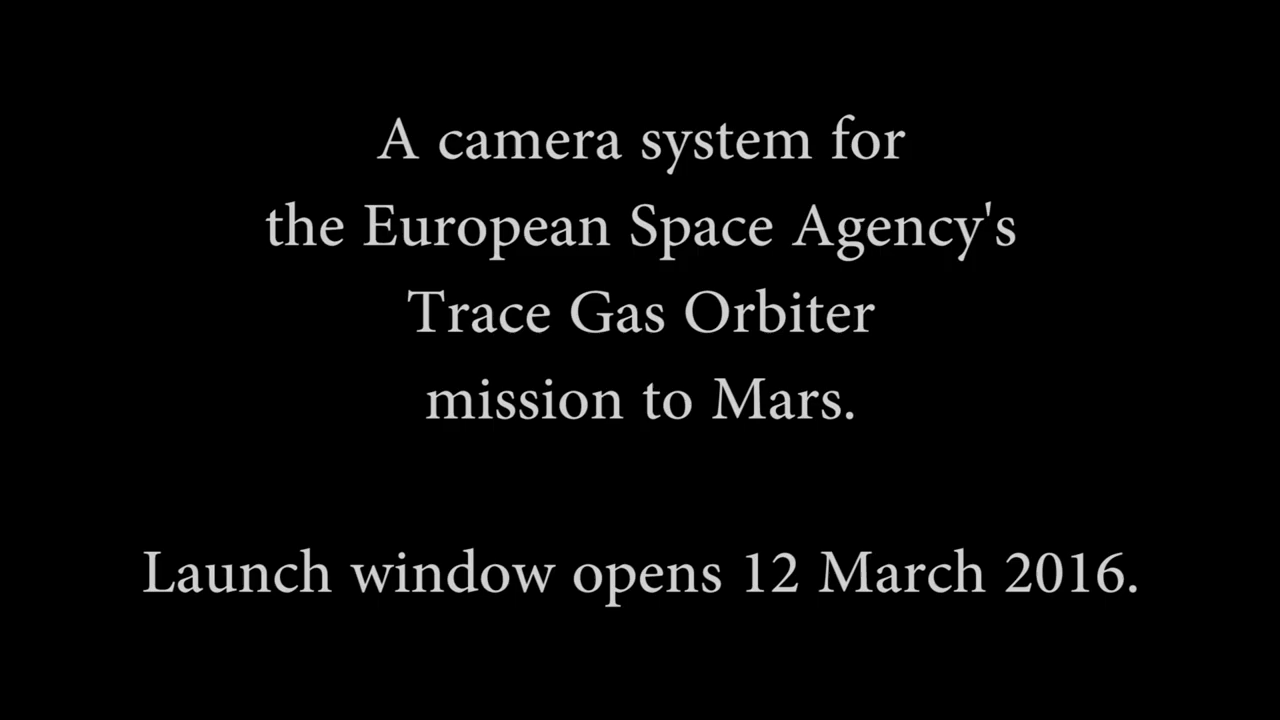 A camera system for
the European Space Agency's
Trace Gas Orbiter
mission to Mars.
Launch window opens 12 March 2016.